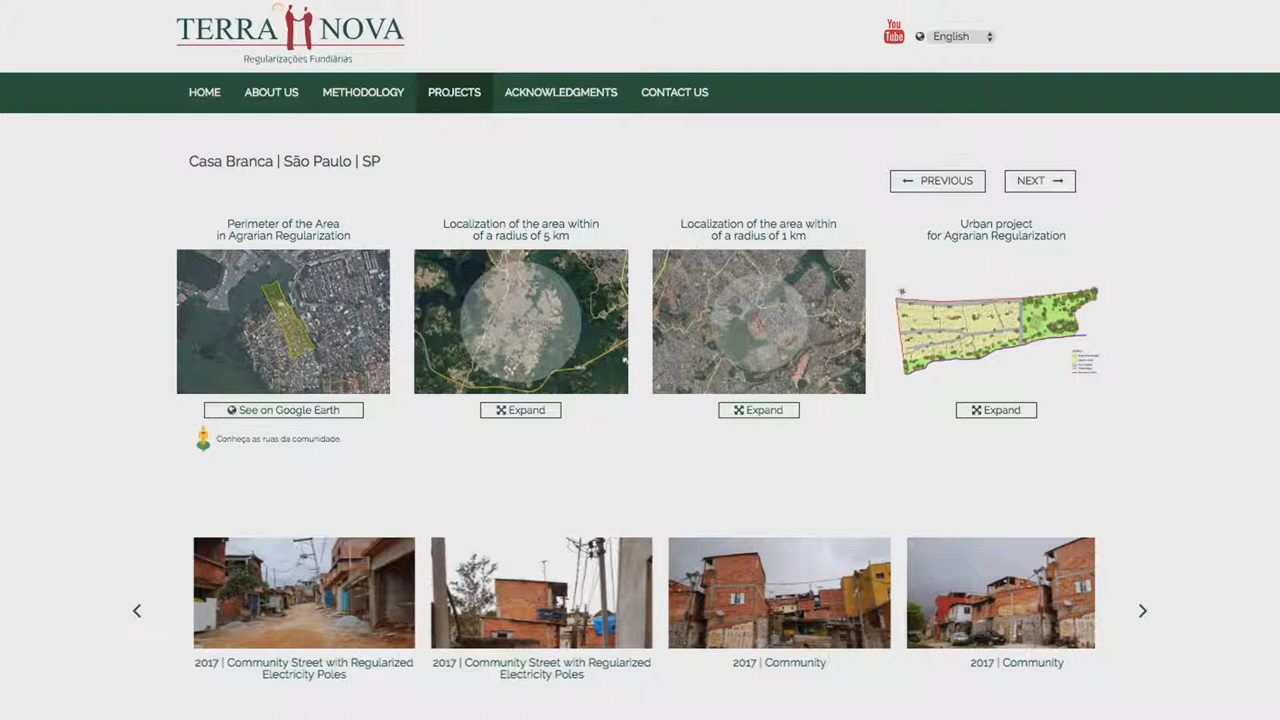 TERRA NOVA
Regularizações Fundiárias
You
Tube
English
HOME
ABOUT US
METHODOLOGY
PROJECTS
ACKNOWLEDGMENTS
CONTACT US
Casa Branca | São Paulo | SP
PREVIOUS
NEXT
Perimeter of the Area
in Agrarian Regularization
Localization of the area within
of a radius of 5 km
Localization of the area within
of a radius of 1 km
Urban project
for Agrarian Regularization
See on Google Earth
Expand
Expand
Expand
Conheça as ruas da comunidade.
2017 | Community Street with Regularized
Electricity Poles
2017 | Community Street with Regularized
Electricity Poles
2017 | Community
2017 | Community